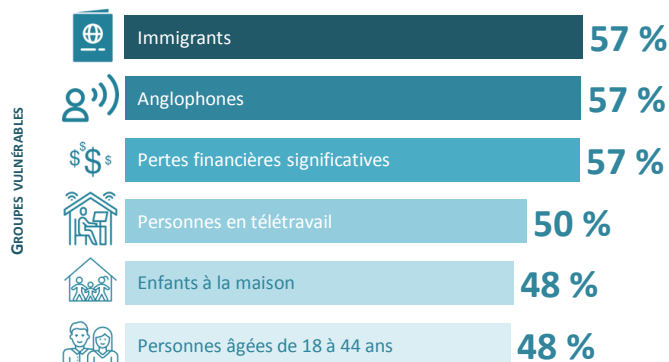 GROUPES VULNÉRABLES
Immigrants 57 %
Anglophones 57 %
Pertes financières significatives 57 %
Personnes en télétravail 50 %
Enfants à la maison 48 %
Personnes âgées de 18 à 44 ans 48 %